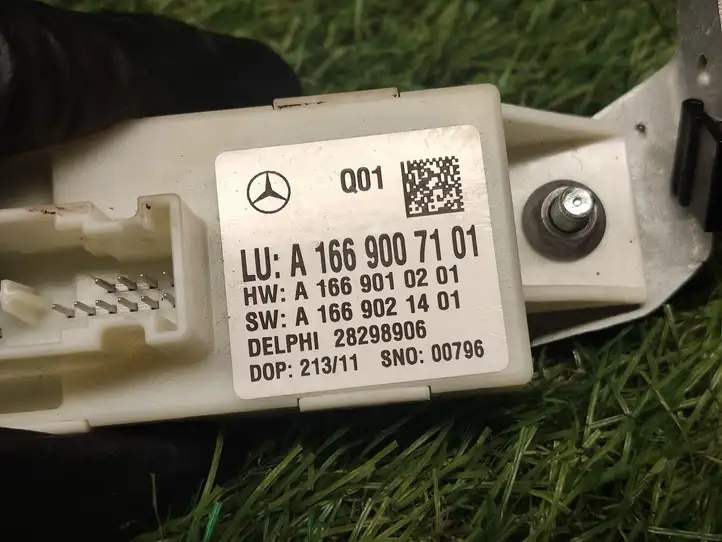 Q01
LU: A 166 900 71 01
HW: A 166 901 02 01
SW: A 166 902 14 01
DELPHI 28298906
DOP: 213/11 SNO: 00796